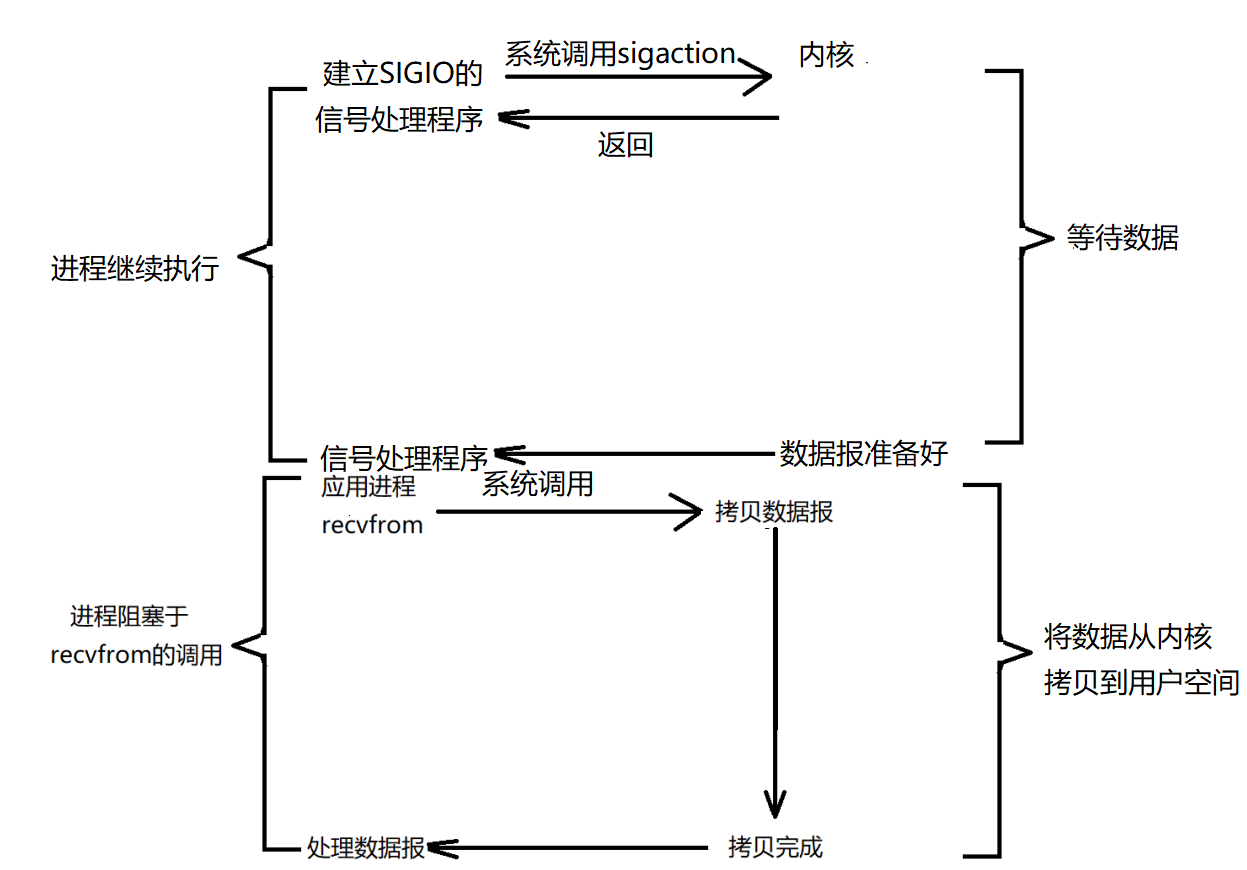 系统调用sigaction
内核
建立SIGIO的
信号处理程序
返回
等待数据
进程继续执行
信号处理程序
数据报准备好
应用进程
系统调用
recvfrom
拷贝数据报
进程阻塞于
recvfrom的调用
将数据从内核
拷贝到用户空间
处理数据报
拷贝完成